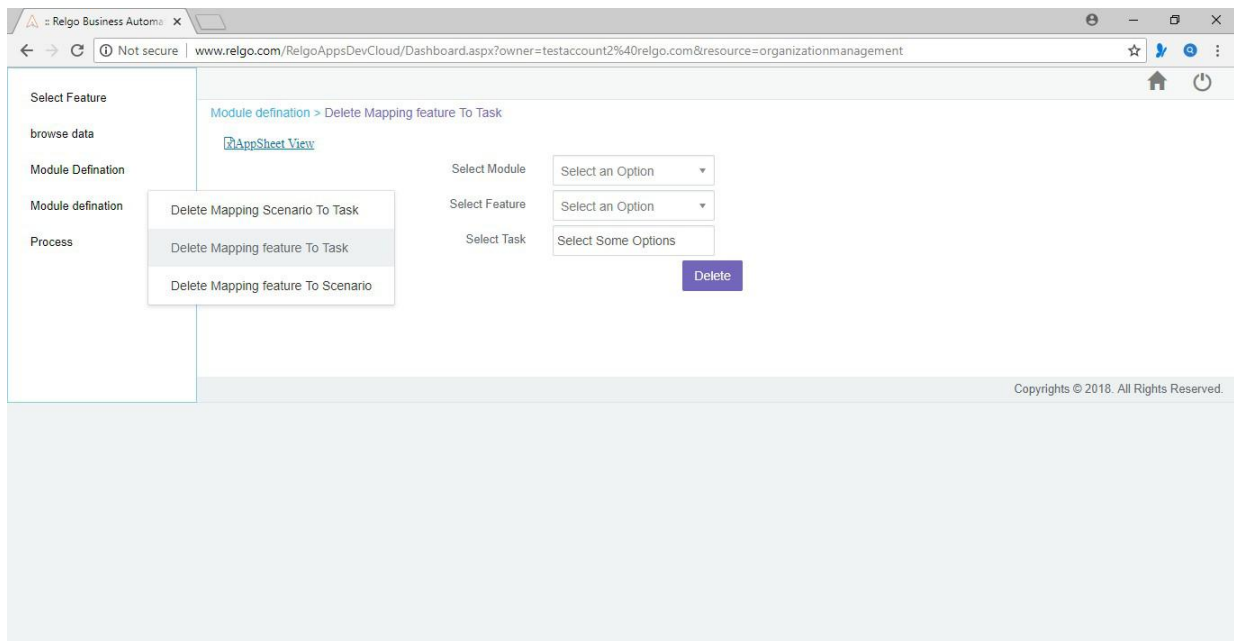 :: Relgo Business Automa
Not secure | www.relgo.com/RelgoAppsDevCloud/Dashboard.aspx?owner=testaccount2%40relgo.com&resource=organizationmanagement
Select Feature
browse data
Module Defination
Module defination
Process
Delete Mapping Scenario To Task
Delete Mapping feature To Task
Delete Mapping feature To Scenario
Module defination > Delete Mapping feature To Task
AppSheet View
Select Module Select an Option
Select Feature Select an Option
Select Task Select Some Options
Delete
Copyrights © 2018. All Rights Reserved.